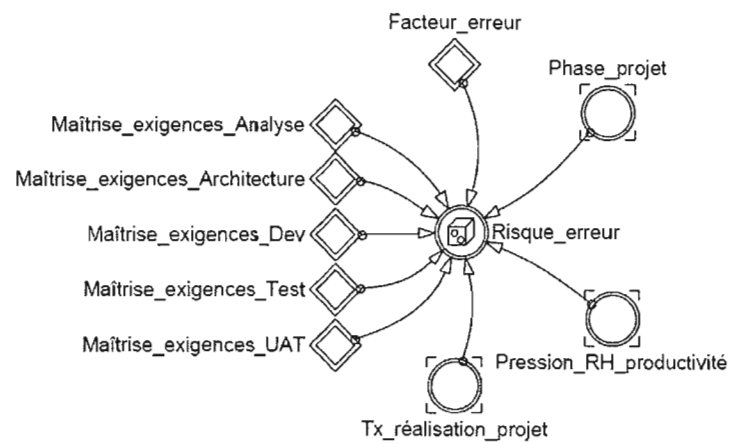 Facteur_erreur
Phase_projet
Maîtrise_exigences_Analyse
Maîtrise_exigences_Architecture
Maîtrise_exigences_Dev
Risque_erreur
Maîtrise_exigences_Test
Maîtrise_exigences_UAT
Pression_RH_productivité
Tx_réalisation_projet